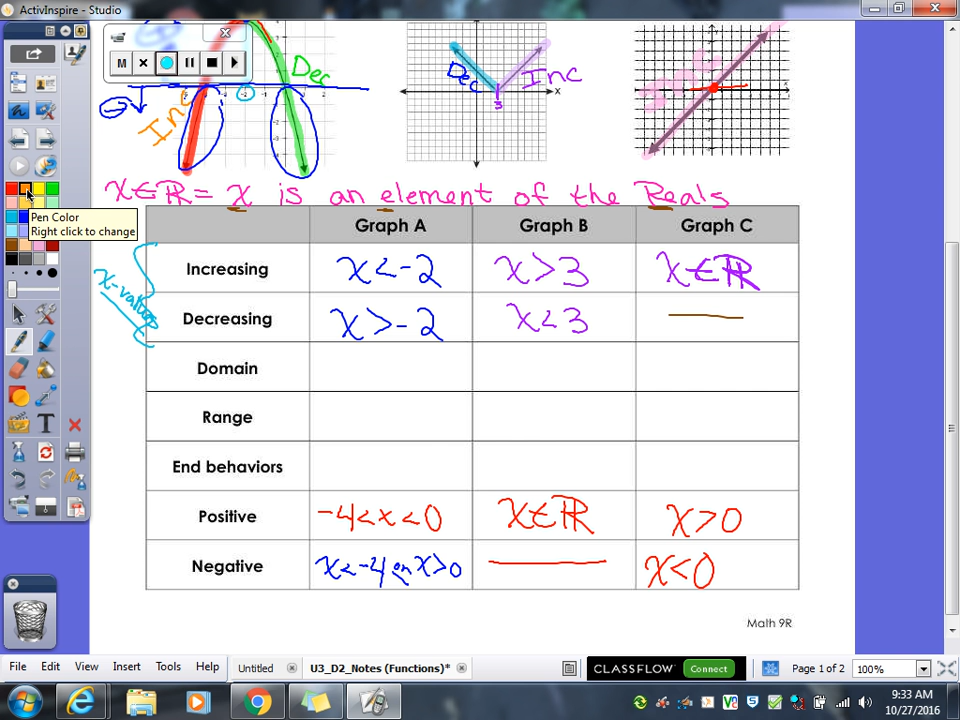 ActivInspire - Studio
M
Dec
Inc
Dec
Inc
x
3
Inc
x
x∈ℝ = x is an element of the Reals
Pen Color
Right click to change
x-values
Graph A Graph B Graph C
Increasing x<-2 x>3 x∈ℝ
Decreasing x>-2 x<3 —
Domain
Range
End behaviors
Positive -4<x<0 x∈ℝ x>0
Negative x<-4 or x>0 — x<0
Math 9R
File Edit View Insert Tools Help Untitled U3_D2_Notes (Functions)* CLASSFLOW Connect Page 1 of 2 100%
9:33 AM
10/27/2016